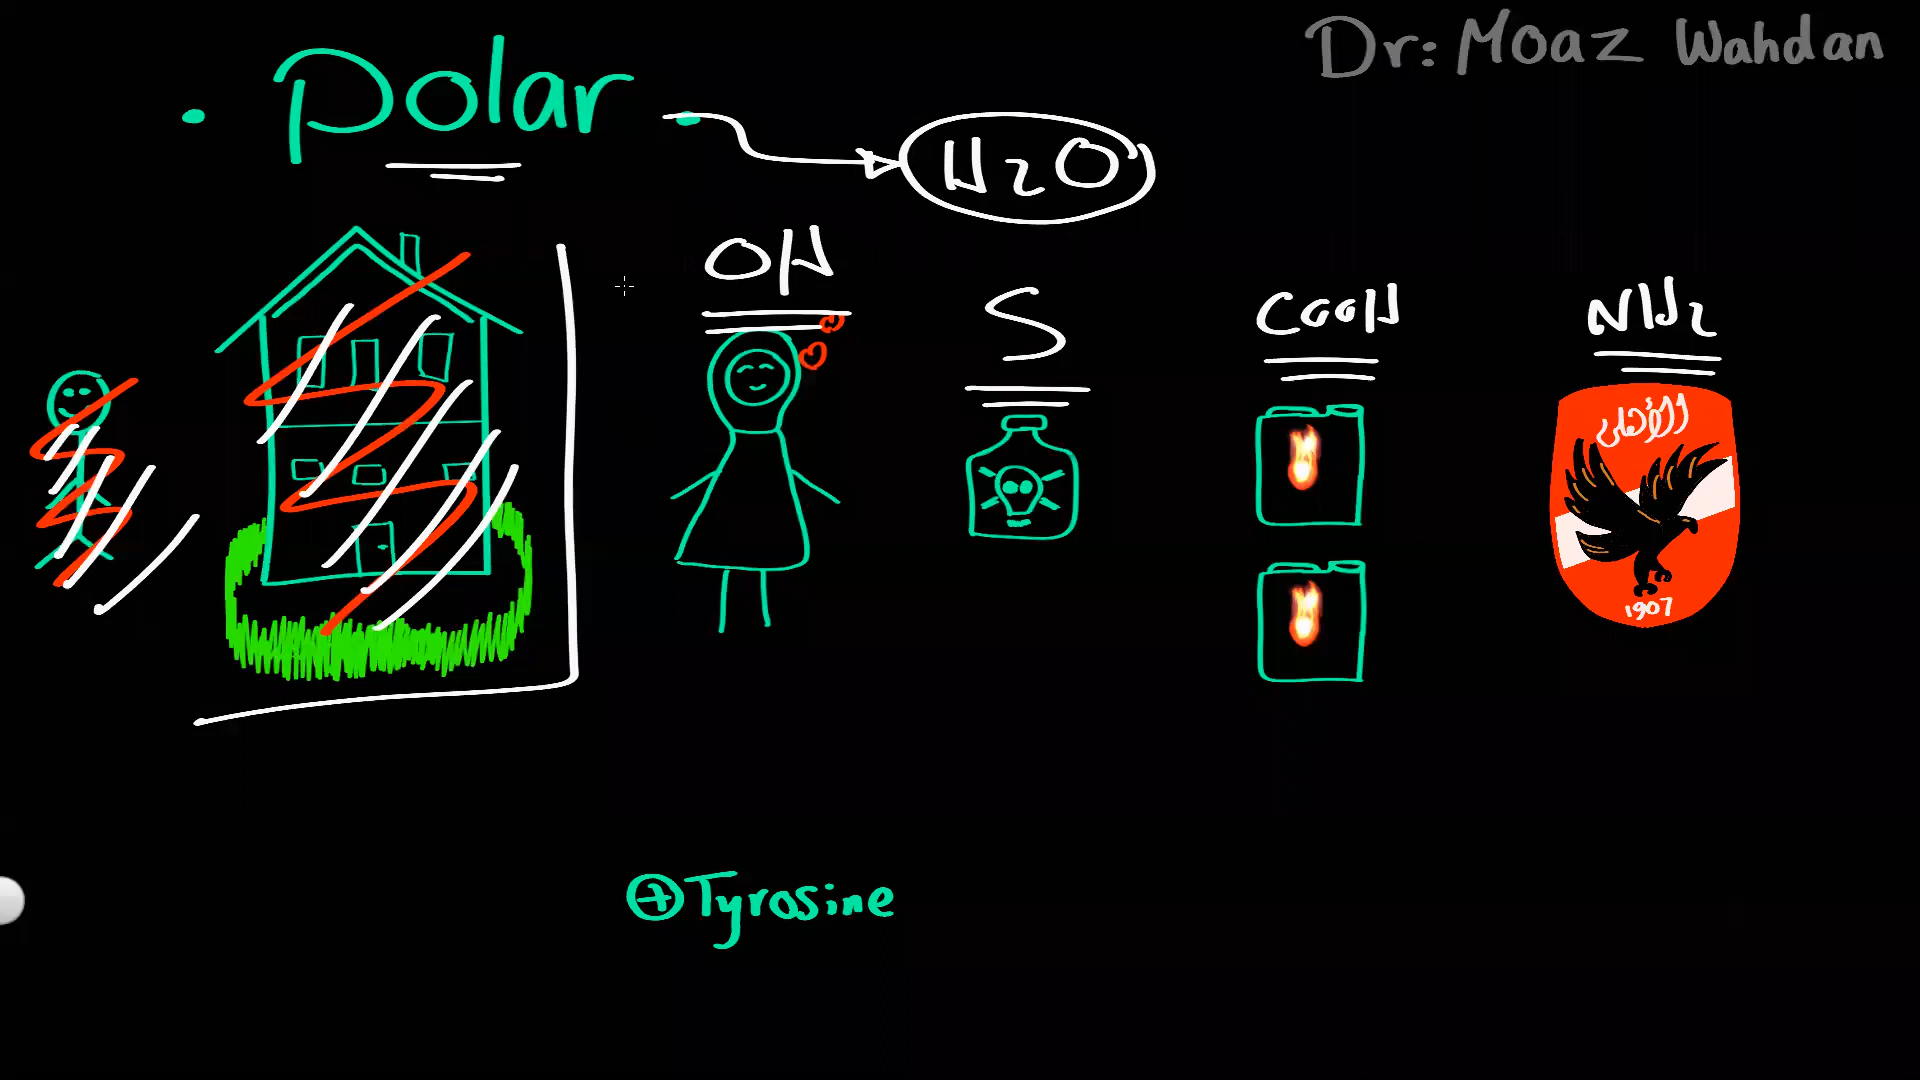 Dr: Moaz Wahdan
• Polar •
H2O
OH
S
COOH
NH2
الأهلي
1907
⊕ Tyrosine